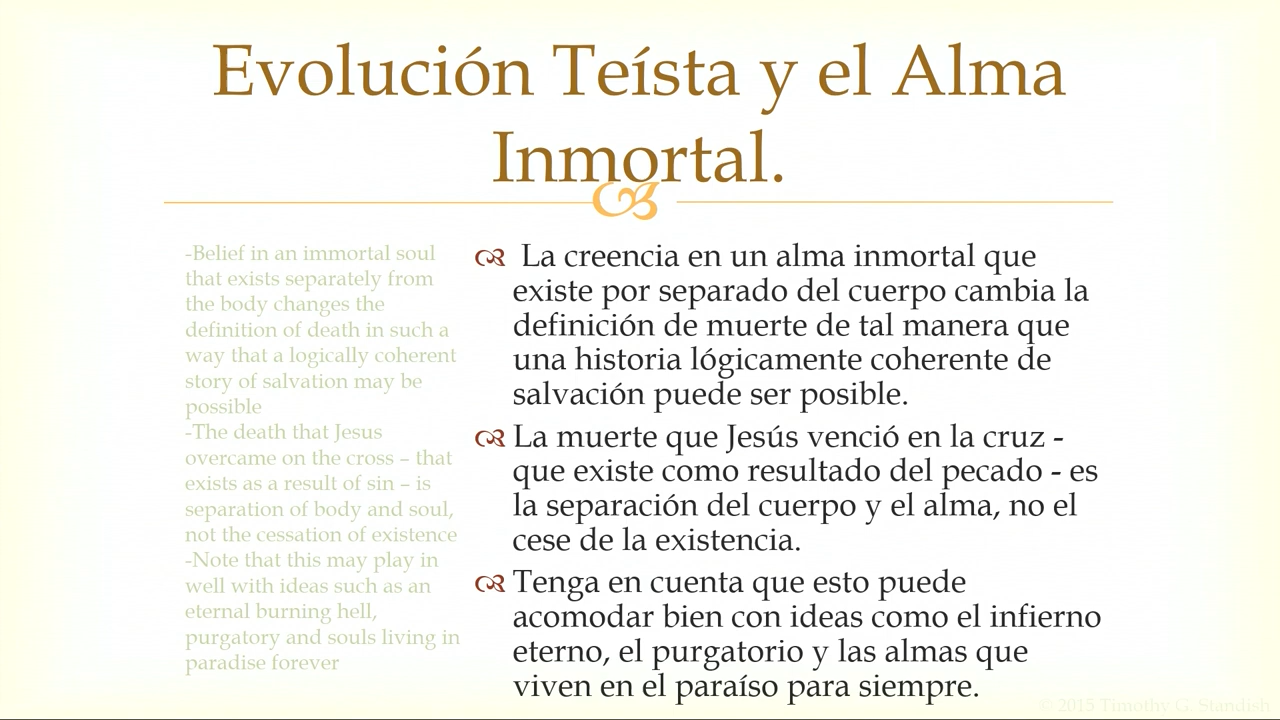 Evolución Teísta y el Alma
Inmortal.
-Belief in an immortal soul
that exists separately from
the body changes the
definition of death in such a
way that a logically coherent
story of salvation may be
possible
-The death that Jesus
overcame on the cross – that
exists as a result of sin – is
separation of body and soul,
not the cessation of existence
-Note that this may play in
well with ideas such as an
eternal burning hell,
purgatory and souls living in
paradise forever
La creencia en un alma inmortal que
existe por separado del cuerpo cambia la
definición de muerte de tal manera que
una historia lógicamente coherente de
salvación puede ser posible.
La muerte que Jesús venció en la cruz -
que existe como resultado del pecado - es
la separación del cuerpo y el alma, no el
cese de la existencia.
Tenga en cuenta que esto puede
acomodar bien con ideas como el infierno
eterno, el purgatorio y las almas que
viven en el paraíso para siempre.
© 2015 Timothy G. Standish